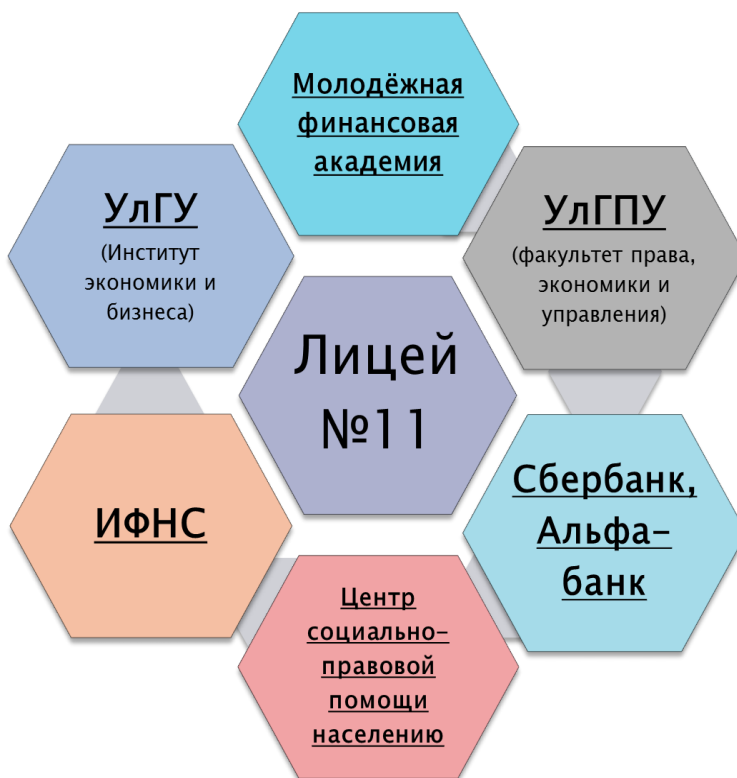 Молодёжная
финансовая
академия
УлГУ
(Институт
экономики и
бизнеса)
УлГПУ
(факультет права,
экономики и
управления)
Лицей
№11
ИФНС
Сбербанк,
Альфа-
банк
Центр
социально-
правовой
помощи
населению